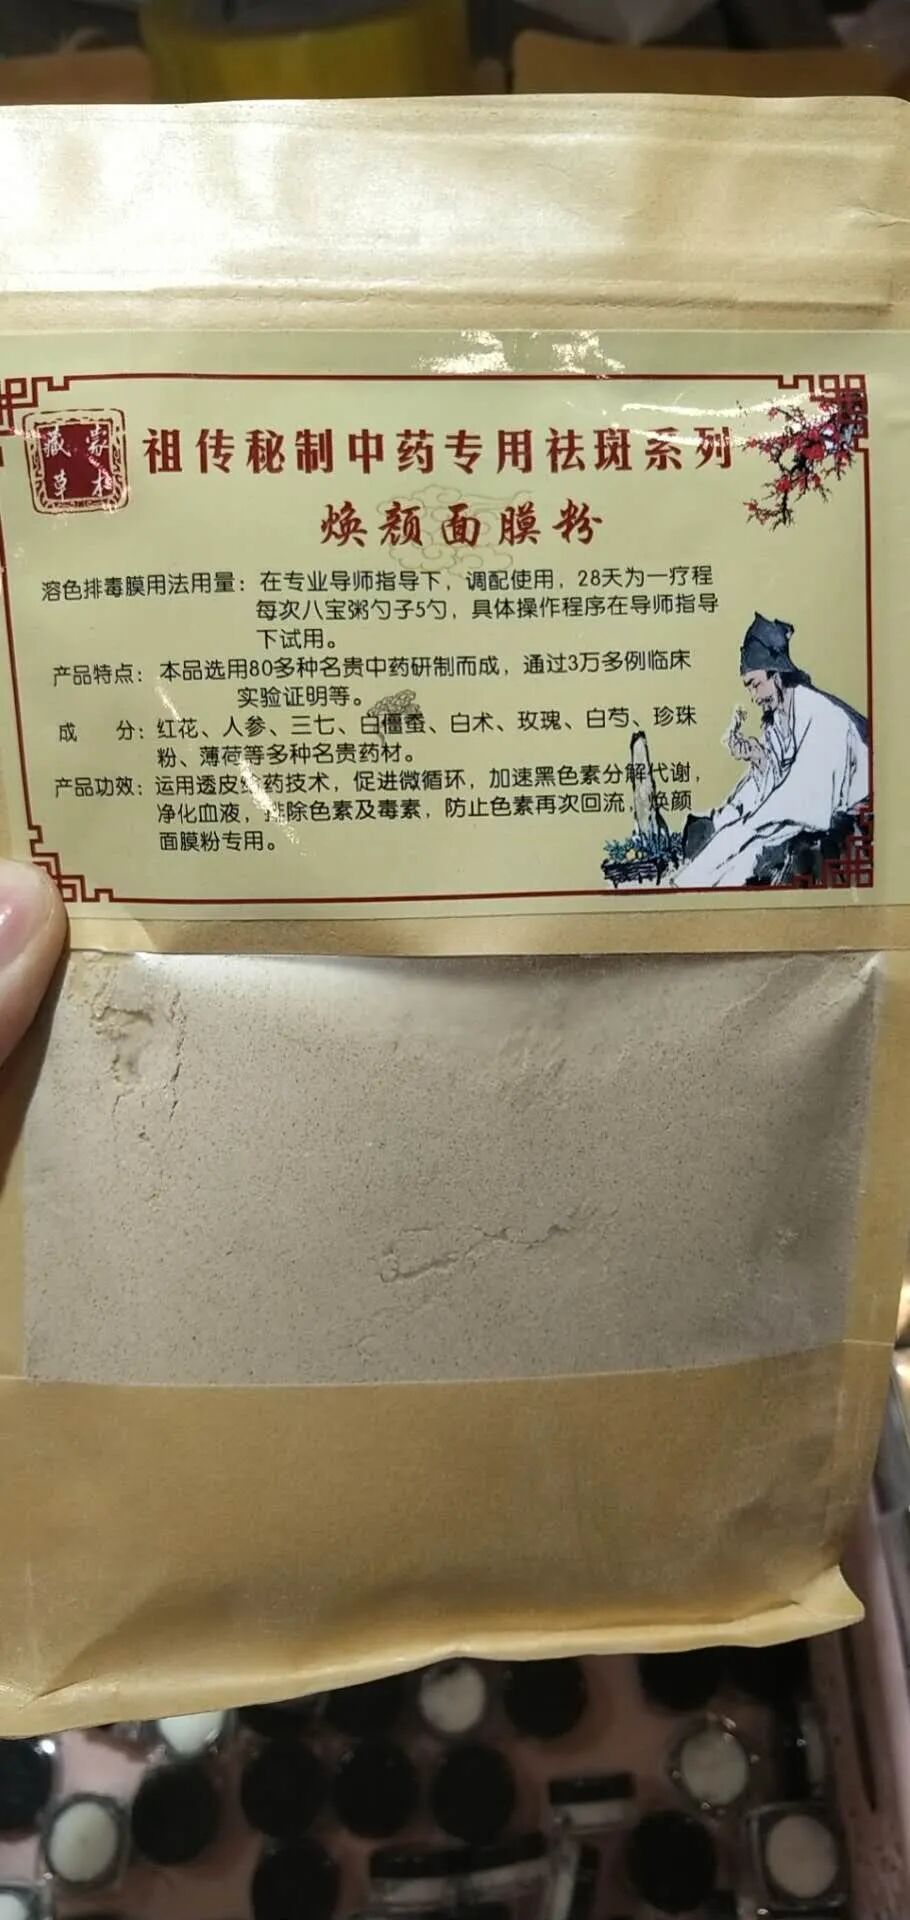 藏蒙
草本
祖传秘制中药专用祛斑系列
焕颜面膜粉
溶色排毒膜用法用量：在专业导师指导下，调配使用，28天为一疗程
每次八宝粥勺子5勺，具体操作程序在导师指导
下试用。
产品特点：本品选用80多种名贵中药研制而成，通过3万多例临床
实验证明等。
成 分：红花、人参、三七、白僵蚕、白术、玫瑰、白芍、珍珠
粉、薄荷等多种名贵药材。
产品功效：运用透皮给药技术，促进微循环，加速黑色素分解代谢，
净化血液，排除色素及毒素，防止色素再次回流，焕颜
面膜粉专用。